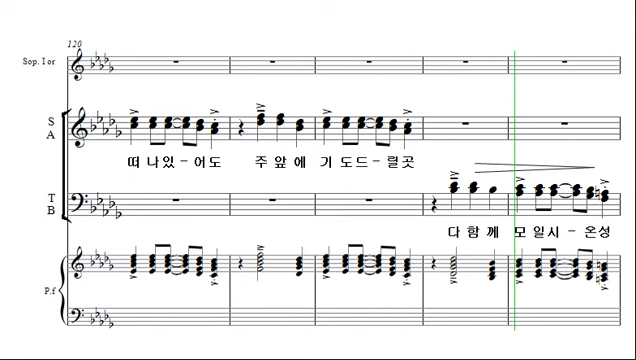 120
Sop. I or
S
A
떠 나있 - 어도 주 앞 에 기 도드 - 릴곳
T
B
다 함 께 모 일시 - 온성
P.f